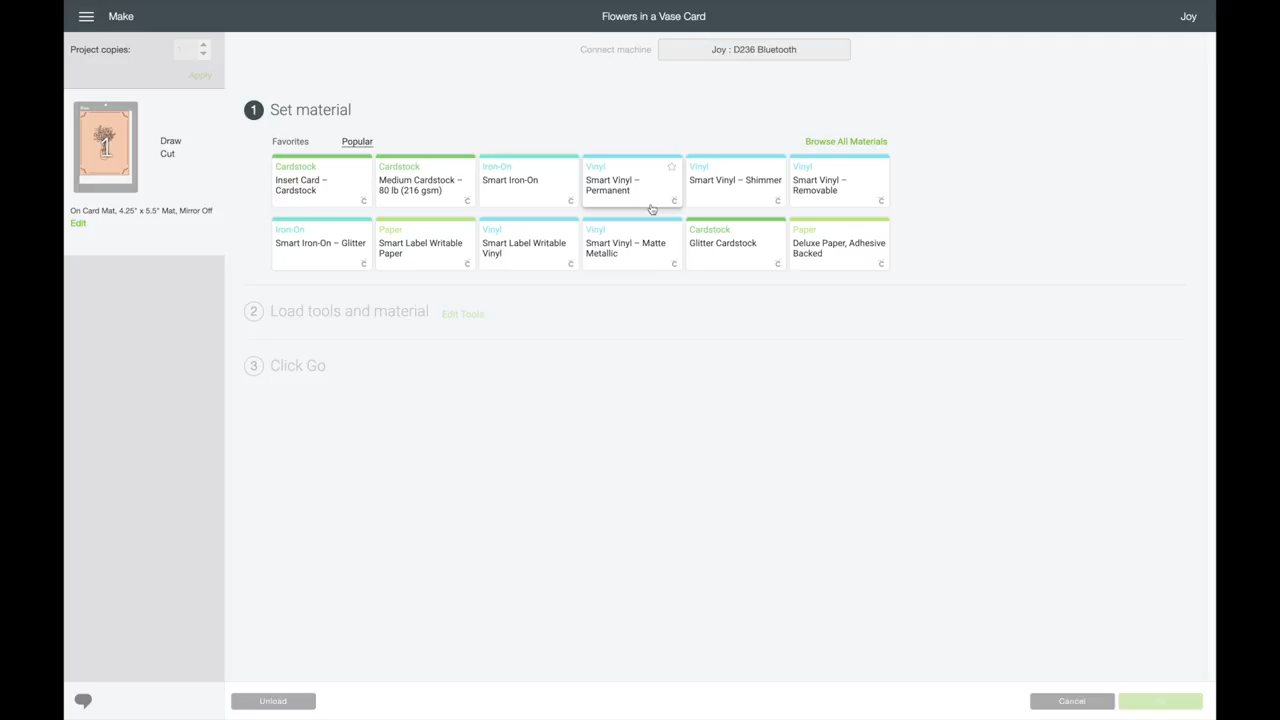 Make
Flowers in a Vase Card
Joy
Project copies:
1
Apply
Connect machine
Joy : D236 Bluetooth
1
Draw
Cut
On Card Mat, 4.25" x 5.5" Mat, Mirror Off
Edit
1 Set material
Favorites
Popular
Browse All Materials
Cardstock
Insert Card –
Cardstock
Cardstock
Medium Cardstock –
80 lb (216 gsm)
Iron-On
Smart Iron-On
Vinyl
Smart Vinyl –
Permanent
Vinyl
Smart Vinyl – Shimmer
Vinyl
Smart Vinyl –
Removable
Iron-On
Smart Iron-On – Glitter
Paper
Smart Label Writable
Paper
Vinyl
Smart Label Writable
Vinyl
Vinyl
Smart Vinyl – Matte
Metallic
Cardstock
Glitter Cardstock
Paper
Deluxe Paper, Adhesive
Backed
2 Load tools and material
Edit Tools
3 Click Go
Unload
Cancel